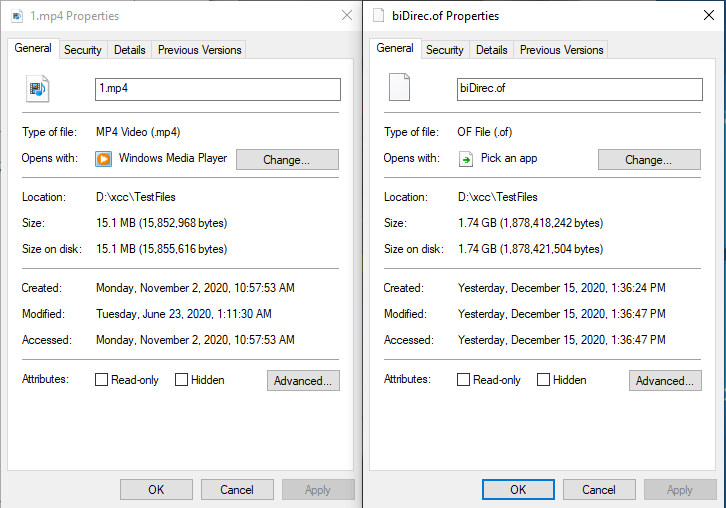 1.mp4 Properties
General Security Details Previous Versions
1.mp4
Type of file: MP4 Video (.mp4)
Opens with: Windows Media Player Change...
Location: D:\xcc\TestFiles
Size: 15.1 MB (15,852,968 bytes)
Size on disk: 15.1 MB (15,855,616 bytes)
Created: Monday, November 2, 2020, 10:57:53 AM
Modified: Tuesday, June 23, 2020, 1:11:30 AM
Accessed: Monday, November 2, 2020, 10:57:53 AM
Attributes: Read-only Hidden Advanced...
OK Cancel Apply
biDirec.of Properties
General Security Details Previous Versions
biDirec.of
Type of file: OF File (.of)
Opens with: Pick an app Change...
Location: D:\xcc\TestFiles
Size: 1.74 GB (1,878,418,242 bytes)
Size on disk: 1.74 GB (1,878,421,504 bytes)
Created: Yesterday, December 15, 2020, 1:36:24 PM
Modified: Yesterday, December 15, 2020, 1:36:47 PM
Accessed: Yesterday, December 15, 2020, 1:36:47 PM
Attributes: Read-only Hidden Advanced...
OK Cancel Apply